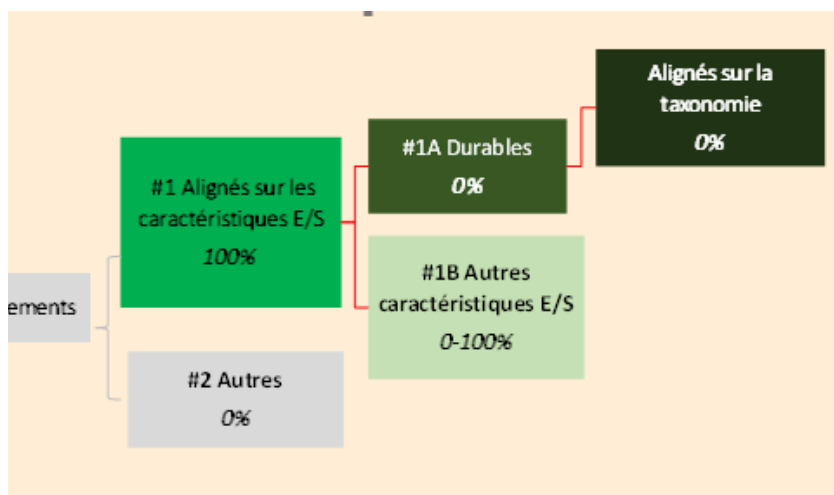 ements
#1 Alignés sur les
caractéristiques E/S
100%
#2 Autres
0%
#1A Durables
0%
#1B Autres
caractéristiques E/S
0-100%
Alignés sur la
taxonomie
0%